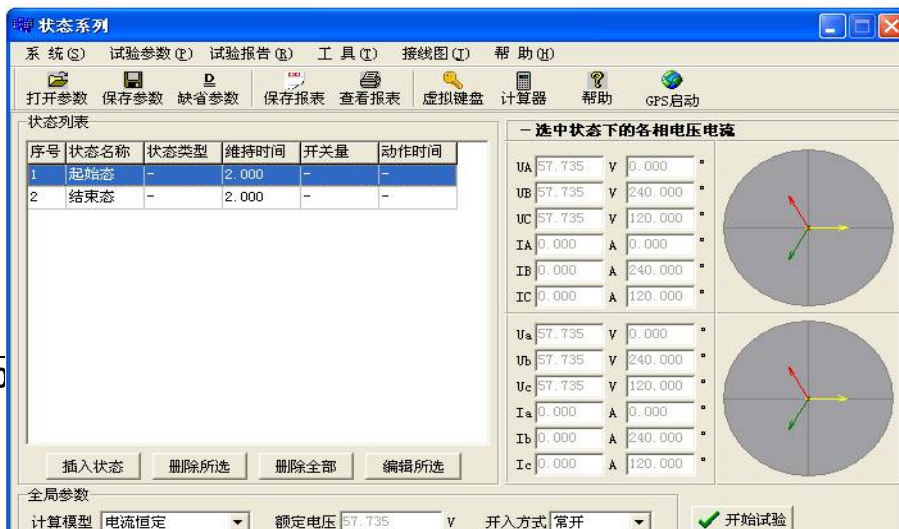 状态系列
系 统(S) 试验参数(P) 试验报告(R) 工 具(T) 接线图(J) 帮 助(H)
打开参数 保存参数 缺省参数 保存报表 查看报表 虚拟键盘 计算器 帮助 GPS启动
状态列表
序号 状态名称 状态类型 维持时间 开关量 动作时间
1 起始态 - 2.000 - -
2 结束态 - 2.000 - -
插入状态 删除所选 删除全部 编辑所选
-选中状态下的各相电压电流
UA 57.735 V 0.000 °
UB 57.735 V 240.000 °
UC 57.735 V 120.000 °
IA 0.000 A 0.000 °
IB 0.000 A 240.000 °
IC 0.000 A 120.000 °
Ua 57.735 V 0.000 °
Ub 57.735 V 240.000 °
Uc 57.735 V 120.000 °
Ia 0.000 A 0.000 °
Ib 0.000 A 240.000 °
Ic 0.000 A 120.000 °
全局参数
计算模型 电流恒定 额定电压 57.735 V 开入方式 常开 开始试验